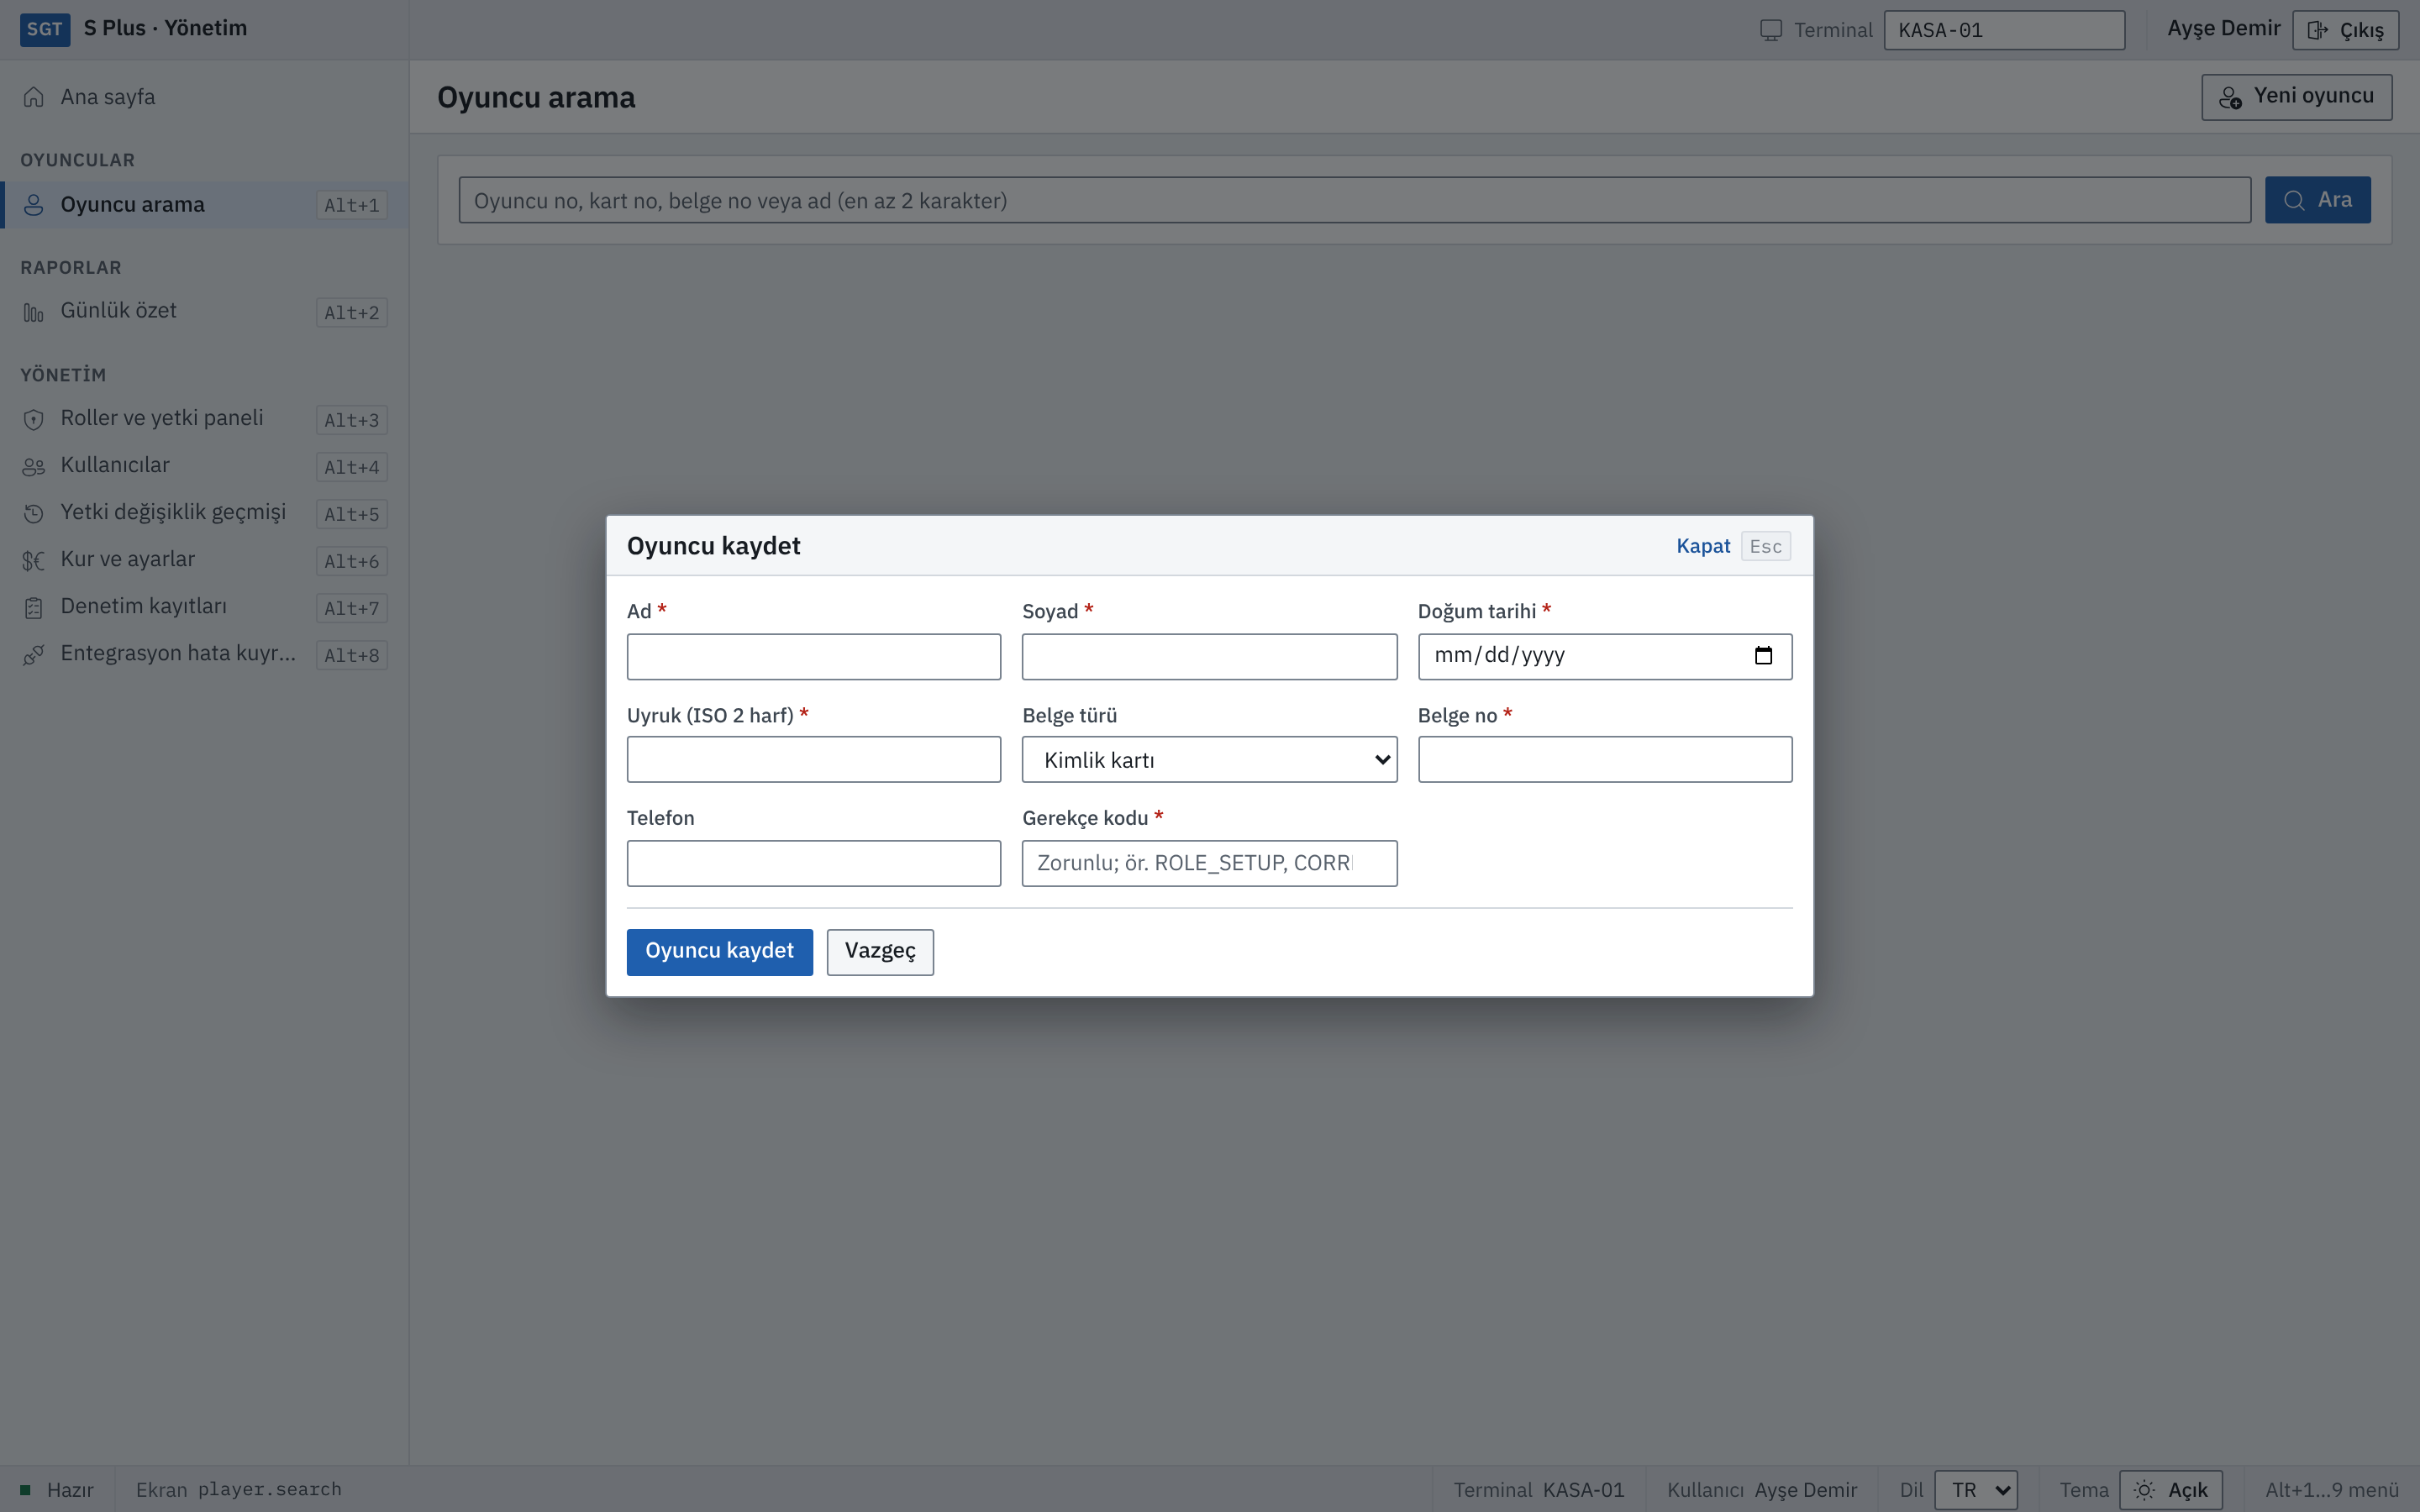 SGT S Plus · Yönetim
Terminal KASA-01
Ayşe Demir
Çıkış
Ana sayfa
OYUNCULAR
Oyuncu arama Alt+1
RAPORLAR
Günlük özet Alt+2
YÖNETİM
Roller ve yetki paneli Alt+3
Kullanıcılar Alt+4
Yetki değişiklik geçmişi Alt+5
Kur ve ayarlar Alt+6
Denetim kayıtları Alt+7
Entegrasyon hata kuyr... Alt+8
Oyuncu arama
Yeni oyuncu
Oyuncu no, kart no, belge no veya ad (en az 2 karakter)
Ara
Oyuncu kaydet
Kapat Esc
Ad *
Soyad *
Doğum tarihi *
mm/dd/yyyy
Uyruk (ISO 2 harf) *
Belge türü
Kimlik kartı
Belge no *
Telefon
Gerekçe kodu *
Zorunlu; ör. ROLE_SETUP, CORR
Oyuncu kaydet
Vazgeç
Hazır
Ekran player.search
Terminal KASA-01
Kullanıcı Ayşe Demir
Dil TR
Tema Açık
Alt+1...9 menü